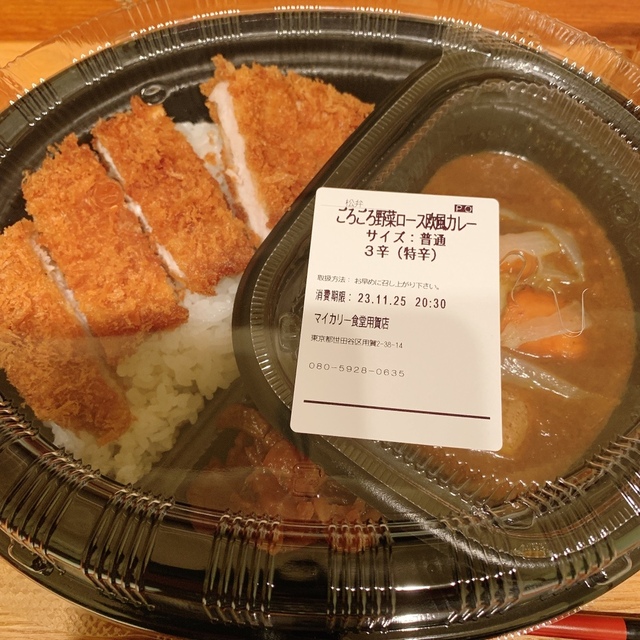 松井
PO
ごろごろ野菜ロース欧風カレー
サイズ：普通
3辛（特辛）
取扱方法： お早めに召し上がり下さい。
消費期限： 23.11.25 20:30
マイカリー食堂用賀店
東京都世田谷区用賀2-38-14
080-5928-0635